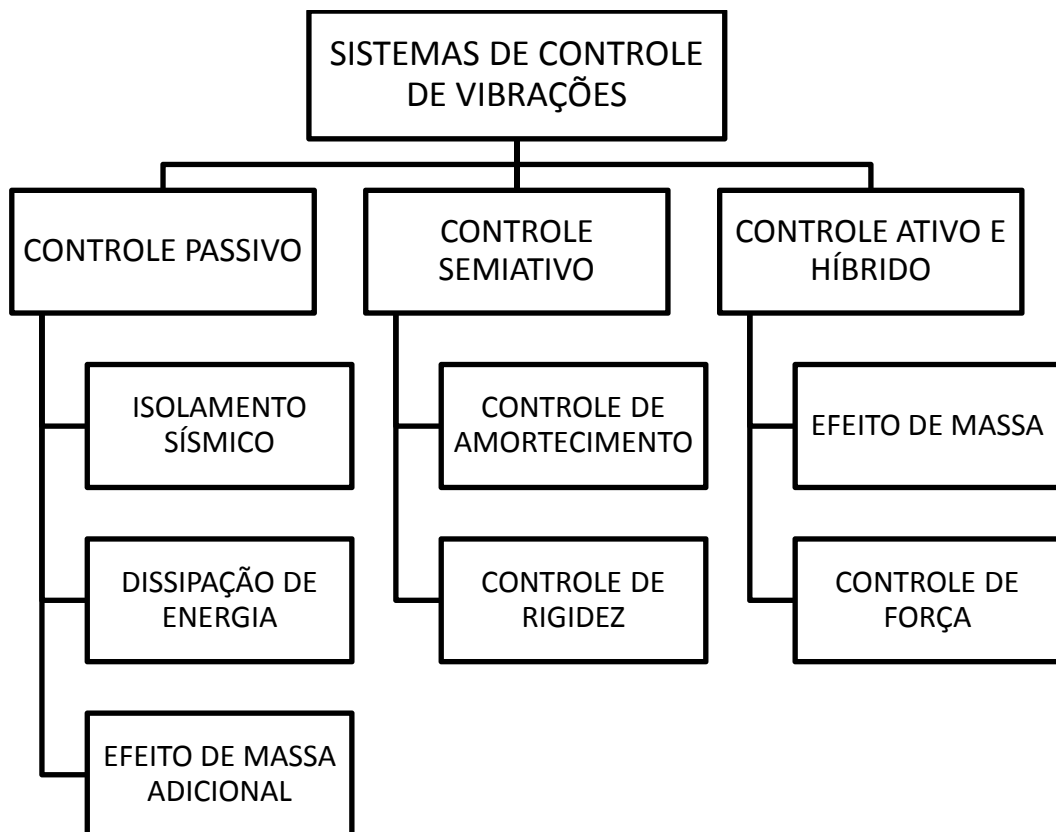 SISTEMAS DE CONTROLE
DE VIBRAÇÕES
CONTROLE PASSIVO
CONTROLE
SEMIATIVO
CONTROLE ATIVO E
HÍBRIDO
ISOLAMENTO
SÍSMICO
CONTROLE DE
AMORTECIMENTO
EFEITO DE MASSA
DISSIPAÇÃO DE
ENERGIA
CONTROLE DE
RIGIDEZ
CONTROLE DE
FORÇA
EFEITO DE MASSA
ADICIONAL